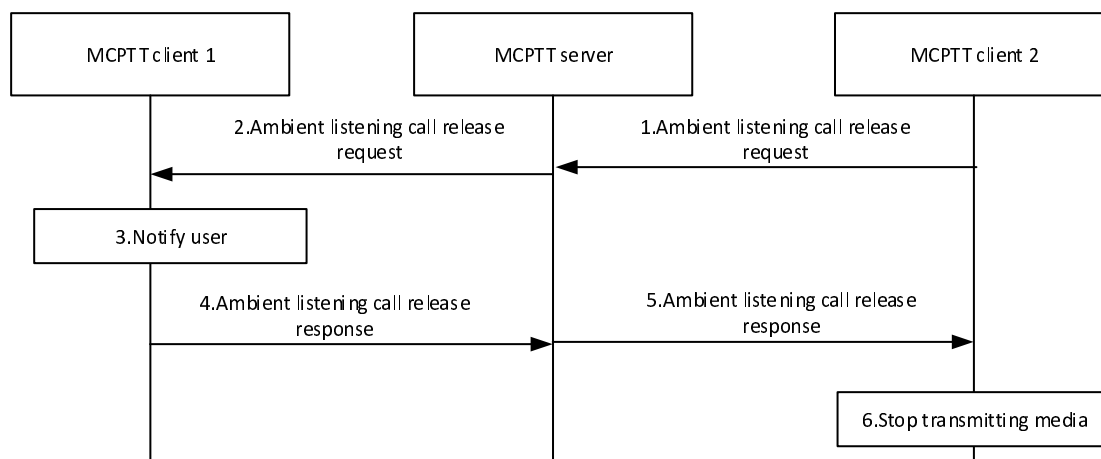 MCPTT client 1
MCPTT server
MCPTT client 2
2.Ambient listening call release
request
1.Ambient listening call release
request
3.Notify user
4.Ambient listening call release
response
5.Ambient listening call release
response
6.Stop transmitting media